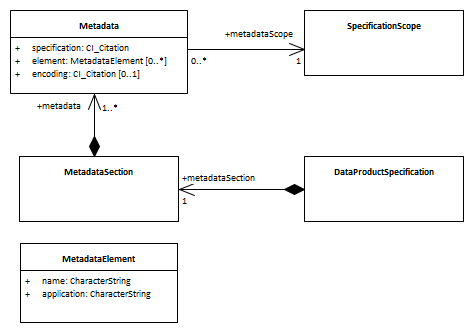 Metadata
+ specification: CI_Citation
+ element: MetadataElement [0..*]
+ encoding: CI_Citation [0..1]
+metadataScope
0..*
1
SpecificationScope
+metadata
1..*
MetadataSection
+metadataSection
1
DataProductSpecification
MetadataElement
+ name: CharacterString
+ application: CharacterString